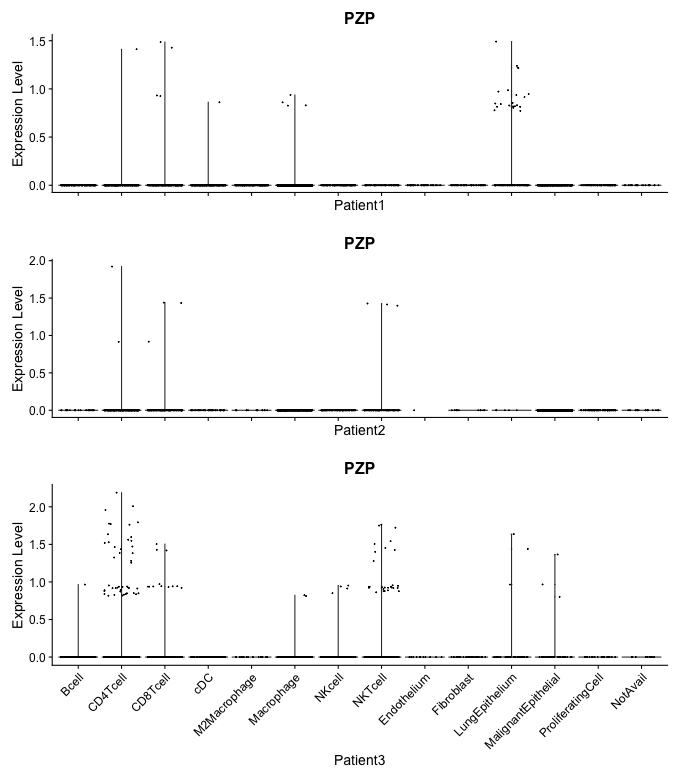 PZP
Expression Level
1.5
1.0
0.5
0.0
Patient1
PZP
Expression Level
2.0
1.5
1.0
0.5
0.0
Patient2
PZP
Expression Level
2.0
1.5
1.0
0.5
0.0
Bcell
CD4Tcell
CD8Tcell
cDC
M2Macrophage
Macrophage
NKcell
NKTcell
Endothelium
Fibroblast
LungEpithelium
MalignantEpithelial
ProliferatingCell
NotAvail
Patient3